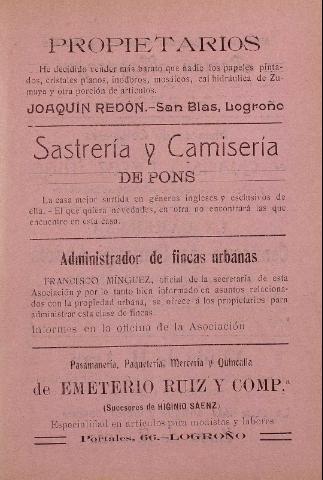 PROPIETARIOS
He decidido vender más barato que nadie los papeles pinta-
dos, cristales planos, inodoros, mosáicos, cal hidráulica de Zu-
maya y otra porción de artículos.
JOAQUÍN REDÓN.-San Blas, Logroño
Sastrería y Camisería
DE PONS
La casa mejor surtida en géneros ingleses y esclusivos de
ella.-El que quiera novedades, en otra no encontrará las que
encuentre en esta casa.
Administrador de fincas urbanas
FRANCISCO MÍNGUEZ, oficial de la secretaría de esta
Asociación y por lo tanto bien informado en asuntos relaciona-
dos con la propiedad urbana, se ofrece á los propietarios para
administrar esta clase de fincas.
Informes en la oficina de la Asociación
Pasamanería, Paquetería, Mercería y Quincalla
de EMETERIO RUIZ Y COMP.ª
(Sucesores de HIGINIO SÁENZ)
Especialidad en artículos para modistas y labores
Portales, 66.-LOGROÑO